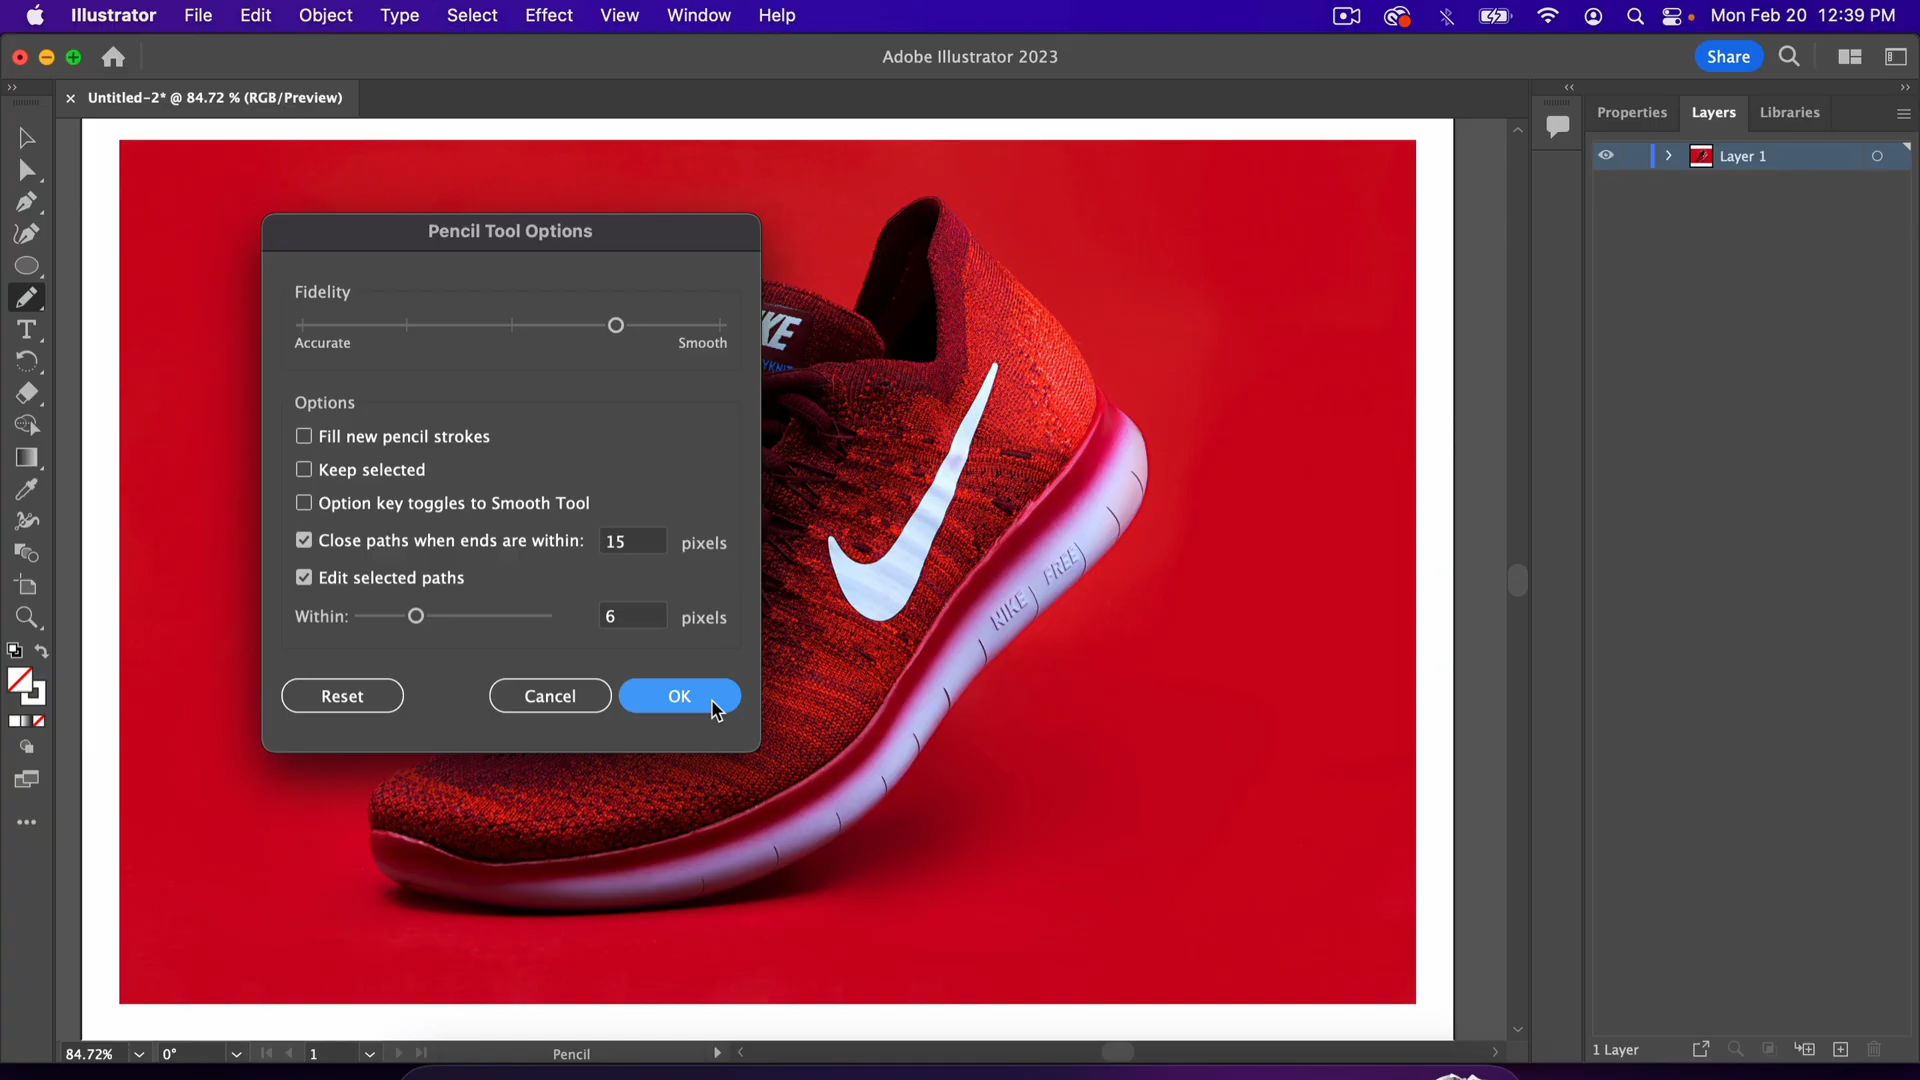 Illustrator File Edit Object Type Select Effect View Window Help Mon Feb 20 12:39 PM
Adobe Illustrator 2023 Share
Untitled-2* @ 84.72 % (RGB/Preview)
Properties Layers Libraries
Layer 1
Pencil Tool Options
Fidelity
Accurate Smooth
Options
Fill new pencil strokes
Keep selected
Option key toggles to Smooth Tool
Close paths when ends are within: 15 pixels
Edit selected paths
Within: 6 pixels
Reset Cancel OK
NIKE FREE
84.72% 0° 1 Pencil
1 Layer